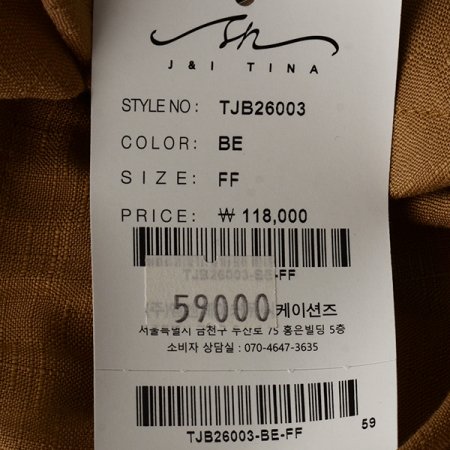 J & I TINA
STYLE NO : TJB26003
COLOR: BE
SIZE: FF
PRICE: ₩ 118,000
TJB26003-BE-FF
59000 케이션즈
서울특별시 금천구 두산로 75 홍은빌딩 5층
소비자 상담실 : 070-4647-3635
TJB26003-BE-FF
59